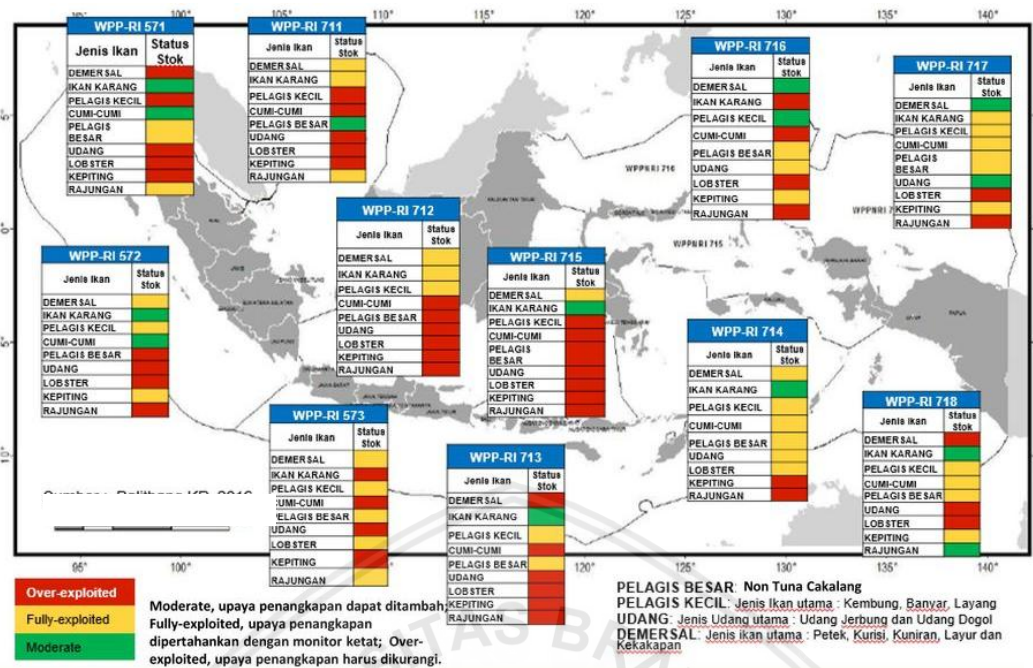 WPP-RI 571
Jenis Ikan Status Stok
DEMERSAL
IKAN KARANG
PELAGIS KECIL
CUMI-CUMI
PELAGIS BESAR
UDANG
LOBSTER
KEPITING
RAJUNGAN
WPP-RI 711
Jenis Ikan Status Stok
DEMERSAL
IKAN KARANG
PELAGIS KECIL
CUMI-CUMI
PELAGIS BESAR
UDANG
LOBSTER
KEPITING
RAJUNGAN
WPP-RI 716
Jenis Ikan Status Stok
DEMERSAL
IKAN KARANG
PELAGIS KECIL
CUMI-CUMI
PELAGIS BESAR
UDANG
LOBSTER
KEPITING
RAJUNGAN
WPP-RI 717
Jenis Ikan Status Stok
DEMERSAL
IKAN KARANG
PELAGIS KECIL
CUMI-CUMI
PELAGIS BESAR
UDANG
LOBSTER
KEPITING
RAJUNGAN
WPPNRI 716
WPPNRI 715
WPP-RI 572
Jenis Ikan Status Stok
DEMERSAL
IKAN KARANG
PELAGIS KECIL
CUMI-CUMI
PELAGIS BESAR
UDANG
LOBSTER
KEPITING
RAJUNGAN
WPP-RI 712
Jenis Ikan Status Stok
DEMERSAL
IKAN KARANG
PELAGIS KECIL
CUMI-CUMI
PELAGIS BESAR
UDANG
LOBSTER
KEPITING
RAJUNGAN
WPP-RI 715
Jenis Ikan Status Stok
DEMERSAL
IKAN KARANG
PELAGIS KECIL
CUMI-CUMI
PELAGIS BESAR
UDANG
LOBSTER
KEPITING
RAJUNGAN
WPP-RI 714
Jenis Ikan Status Stok
DEMERSAL
IKAN KARANG
PELAGIS KECIL
CUMI-CUMI
PELAGIS BESAR
UDANG
LOBSTER
KEPITING
RAJUNGAN
WPP-RI 573
Jenis Ikan Status Stok
DEMERSAL
IKAN KARANG
PELAGIS KECIL
CUMI-CUMI
PELAGIS BESAR
UDANG
LOBSTER
KEPITING
RAJUNGAN
WPP-RI 713
Jenis Ikan Status Stok
DEMERSAL
IKAN KARANG
PELAGIS KECIL
CUMI-CUMI
PELAGIS BESAR
UDANG
LOBSTER
KEPITING
RAJUNGAN
WPP-RI 718
Jenis Ikan Status Stok
DEMERSAL
IKAN KARANG
PELAGIS KECIL
CUMI-CUMI
PELAGIS BESAR
UDANG
LOBSTER
KEPITING
RAJUNGAN
95° 100° 105° 110° 115° 120° 125° 130° 135° 140°
Over-exploited
Fully-exploited
Moderate
Moderate, upaya penangkapan dapat ditambah;
Fully-exploited, upaya penangkapan
dipertahankan dengan monitor ketat; Over-
exploited, upaya penangkapan harus dikurangi.
PELAGIS BESAR: Non Tuna Cakalang
PELAGIS KECIL: Jenis Ikan utama : Kembung, Banyar, Layang
UDANG: Jenis Udang utama : Udang Jerbung dan Udang Dogol
DEMERSAL: Jenis ikan utama : Petek, Kurisi, Kuniran, Layur dan
Kekakapan